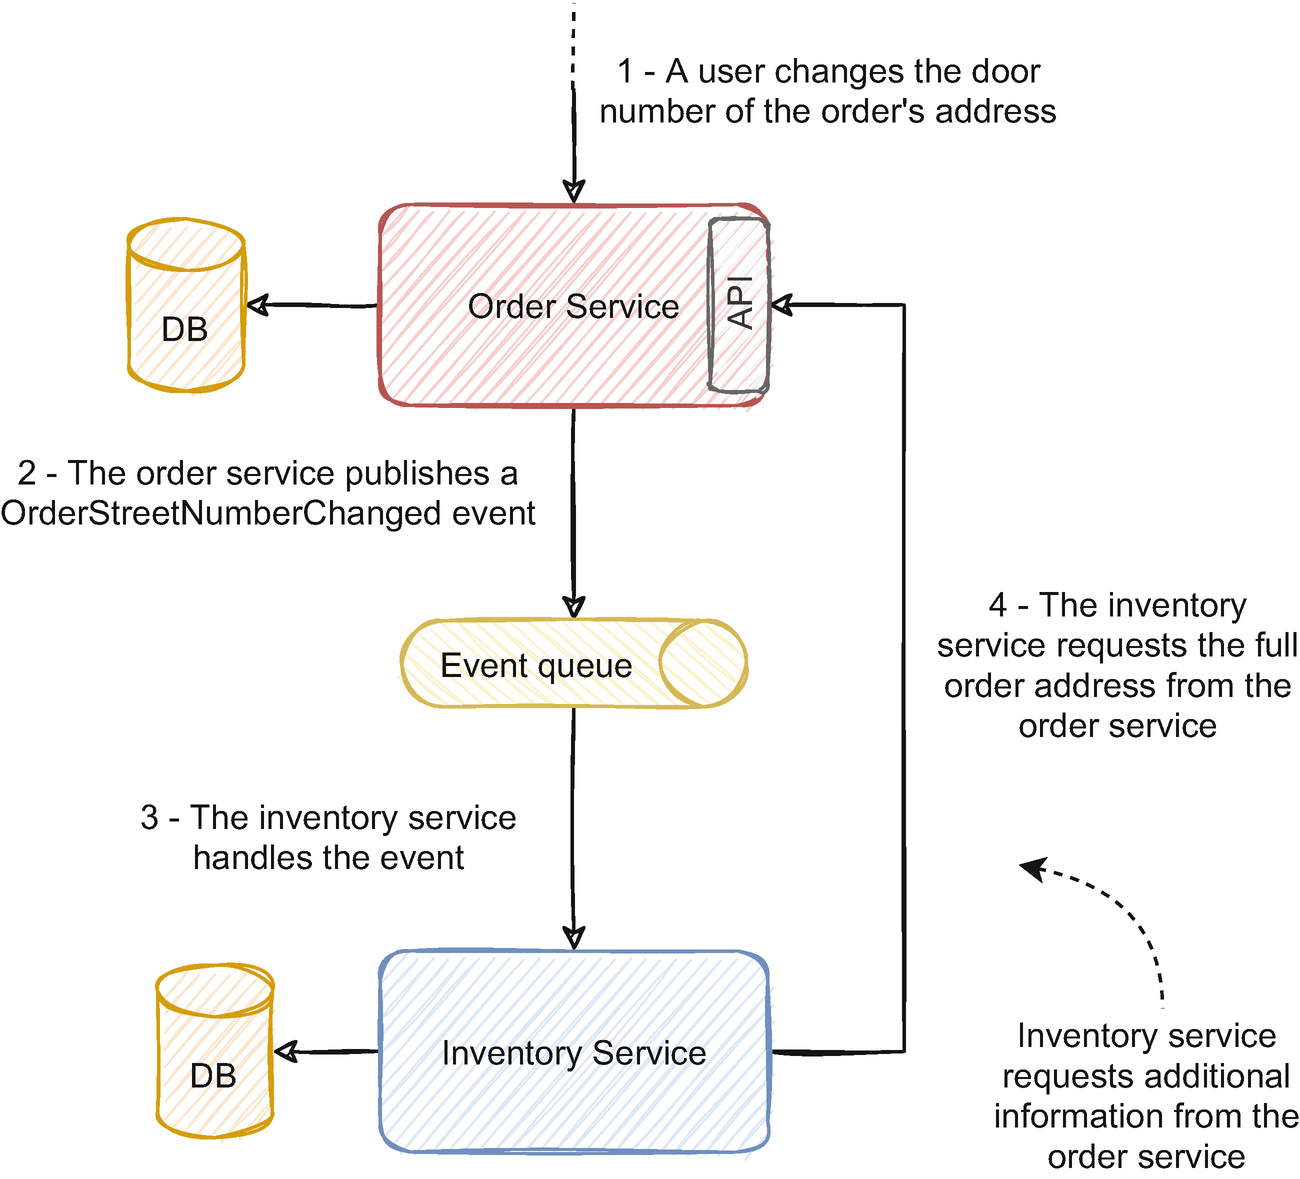 1 - A user changes the door
number of the order's address
Order Service
API
DB
2 - The order service publishes a
OrderStreetNumberChanged event
Event queue
4 - The inventory
service requests the full
order address from the
order service
3 - The inventory service
handles the event
Inventory Service
DB
Inventory service
requests additional
information from the
order service